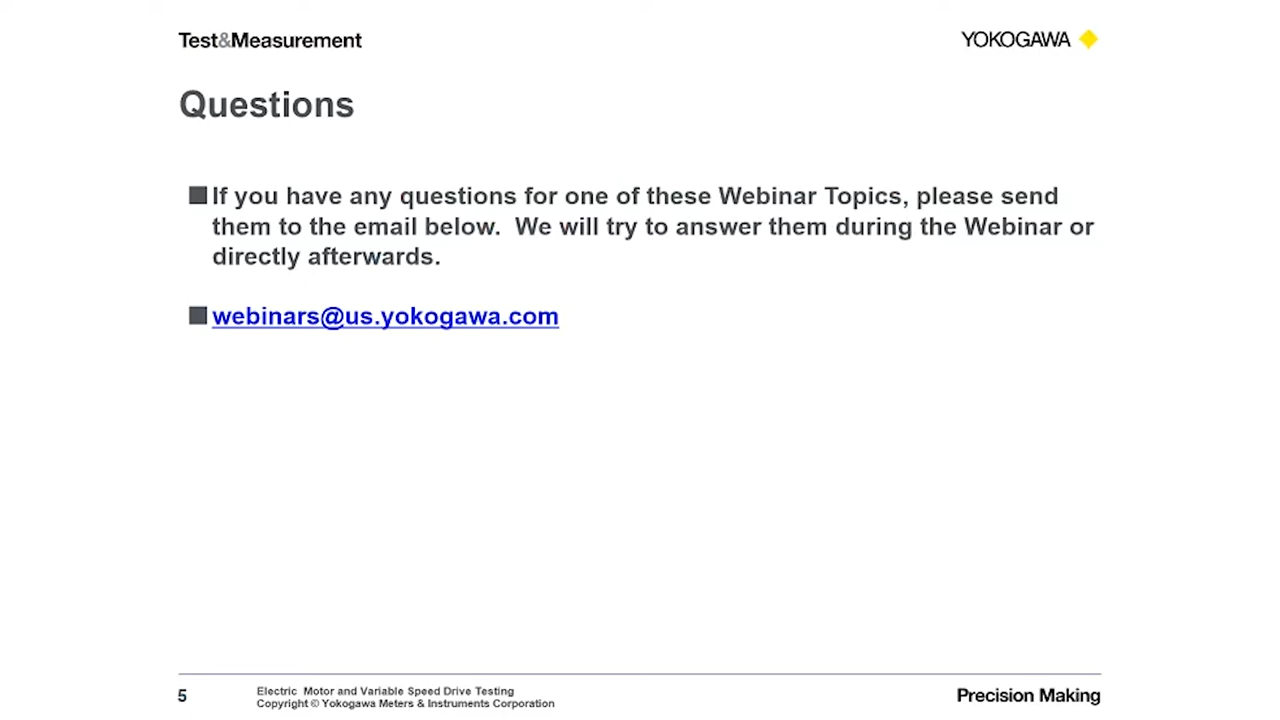 Test&Measurement
YOKOGAWA
Questions
If you have any questions for one of these Webinar Topics, please send
them to the email below.  We will try to answer them during the Webinar or
directly afterwards.
webinars@us.yokogawa.com
5
Electric  Motor and Variable Speed Drive Testing
Copyright © Yokogawa Meters & Instruments Corporation
Precision Making